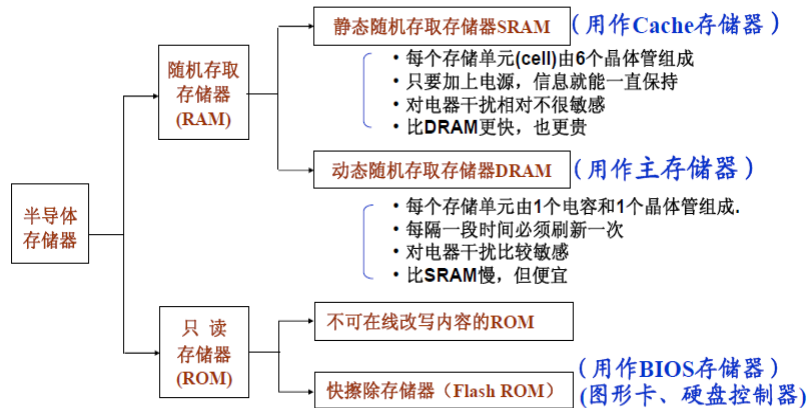 静态随机存取存储器SRAM
(用作Cache存储器)
• 每个存储单元(cell)由6个晶体管组成
• 只要加上电源，信息就能一直保持
• 对电器干扰相对不很敏感
• 比DRAM更快，也更贵
随机存取
存储器
(RAM)
动态随机存取存储器DRAM
(用作主存储器)
• 每个存储单元由1个电容和1个晶体管组成.
• 每隔一段时间必须刷新一次
• 对电器干扰比较敏感
• 比SRAM慢，但便宜
半导体
存储器
只 读
存储器
(ROM)
不可在线改写内容的ROM
快擦除存储器（Flash ROM）
(用作BIOS存储器)
(图形卡、硬盘控制器)